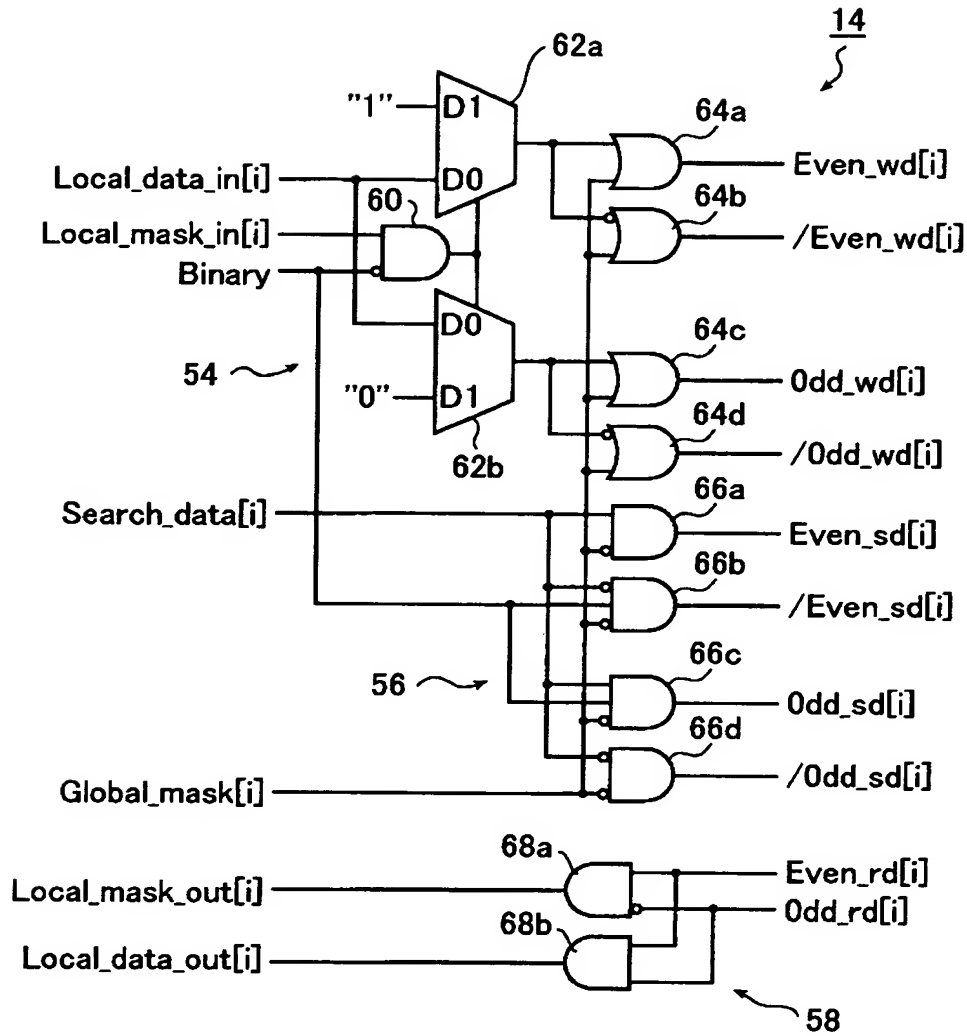 14
62a
"1"
D1
64a
Even_wd[i]
Local_data_in[i]
D0
60
64b
Local_mask_in[i]
/Even_wd[i]
Binary
D0
64c
54
0dd_wd[i]
"0"
D1
64d
62b
/0dd_wd[i]
66a
Search_data[i]
Even_sd[i]
66b
/Even_sd[i]
56
66c
0dd_sd[i]
66d
/0dd_sd[i]
Global_mask[i]
68a
Even_rd[i]
Local_mask_out[i]
0dd_rd[i]
68b
Local_data_out[i]
58